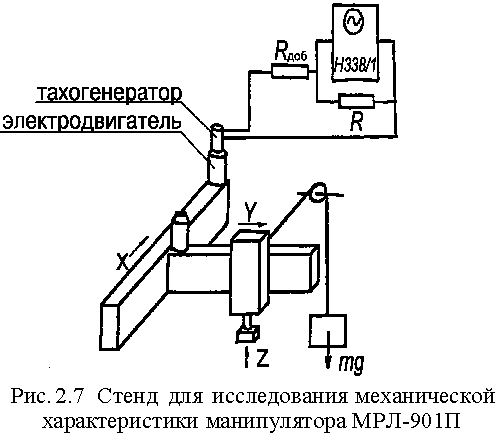 Rдоб
Н338/1
R
тахогенератор
электродвигатель
X
Y
Z
mg
Рис. 2.7 Стенд для исследования механической
характеристики манипулятора МРЛ-901П